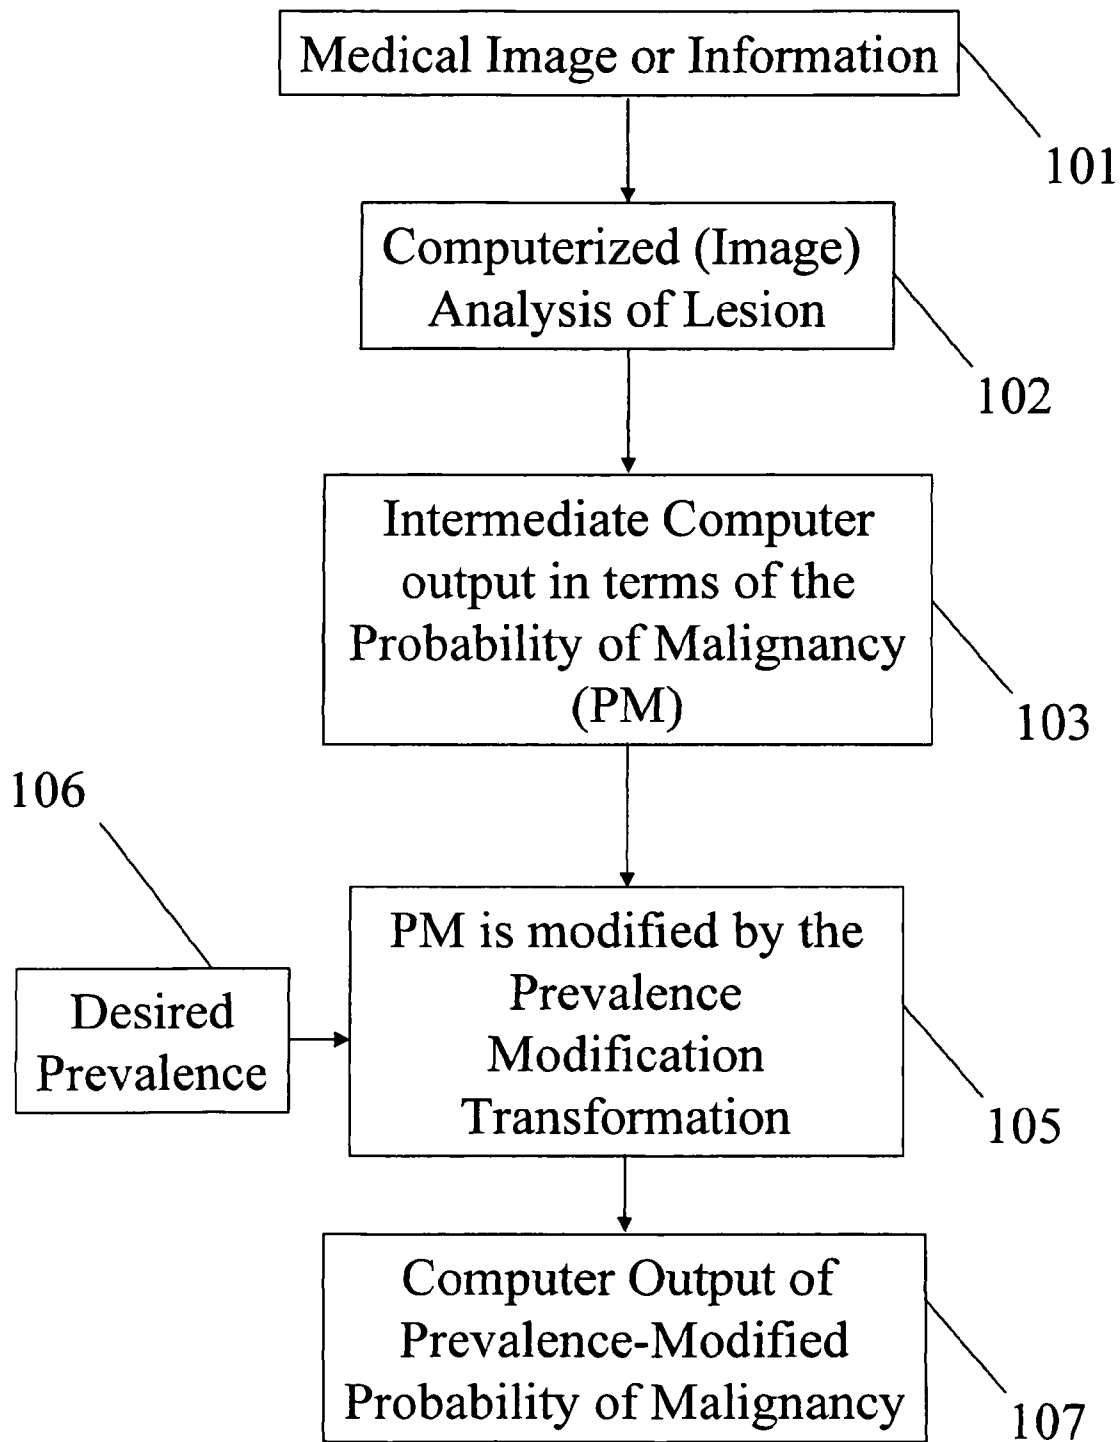 Medical Image or Information
101
Computerized (Image)
Analysis of Lesion
102
Intermediate Computer
output in terms of the
Probability of Malignancy
(PM)
103
106
Desired
Prevalence
PM is modified by the
Prevalence
Modification
Transformation
105
Computer Output of
Prevalence-Modified
Probability of Malignancy
107